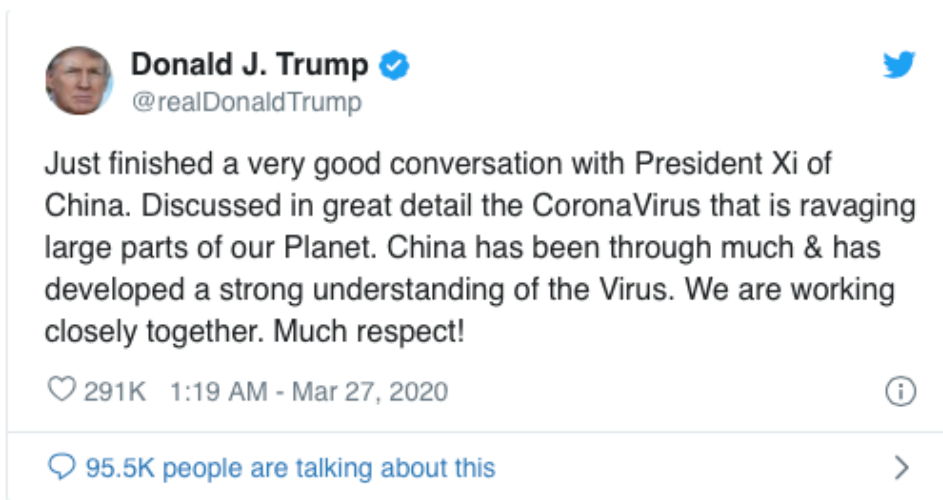 Donald J. Trump
@realDonaldTrump
Just finished a very good conversation with President Xi of
China. Discussed in great detail the CoronaVirus that is ravaging
large parts of our Planet. China has been through much & has
developed a strong understanding of the Virus. We are working
closely together. Much respect!
291K 1:19 AM - Mar 27, 2020
95.5K people are talking about this